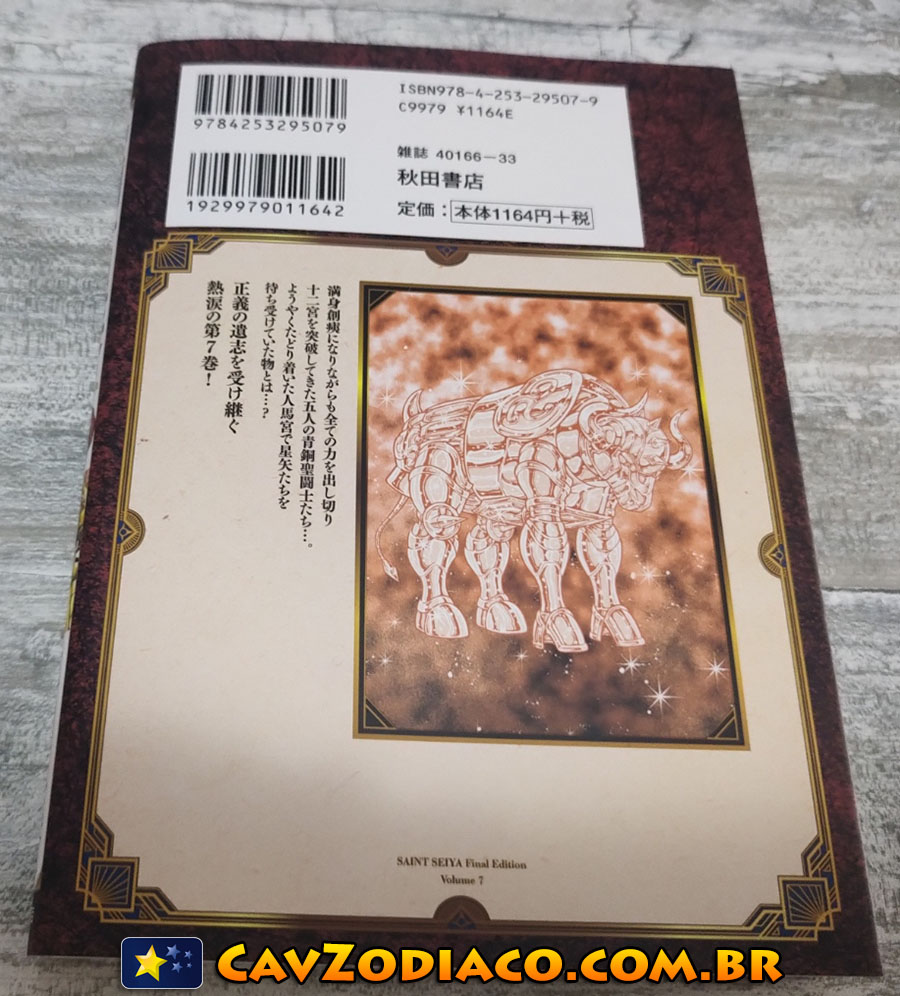 ISBN978-4-253-29507-9
C9979 ¥1164E
9784253295079
雑誌 40166-33
秋田書店
1929979011642
定価：本体1164円+税
満身創痍になりながらも全ての力を出し切り
十二宮を突破してきた五人の青銅聖闘士たち…。
ようやくたどり着いた人馬宮で星矢たちを
待ち受けていた物とは…？
正義の遺志を受け継ぐ
熱涙の第7巻！
SAINT SEIYA Final Edition
Volume 7
CavZodiaco.com.br